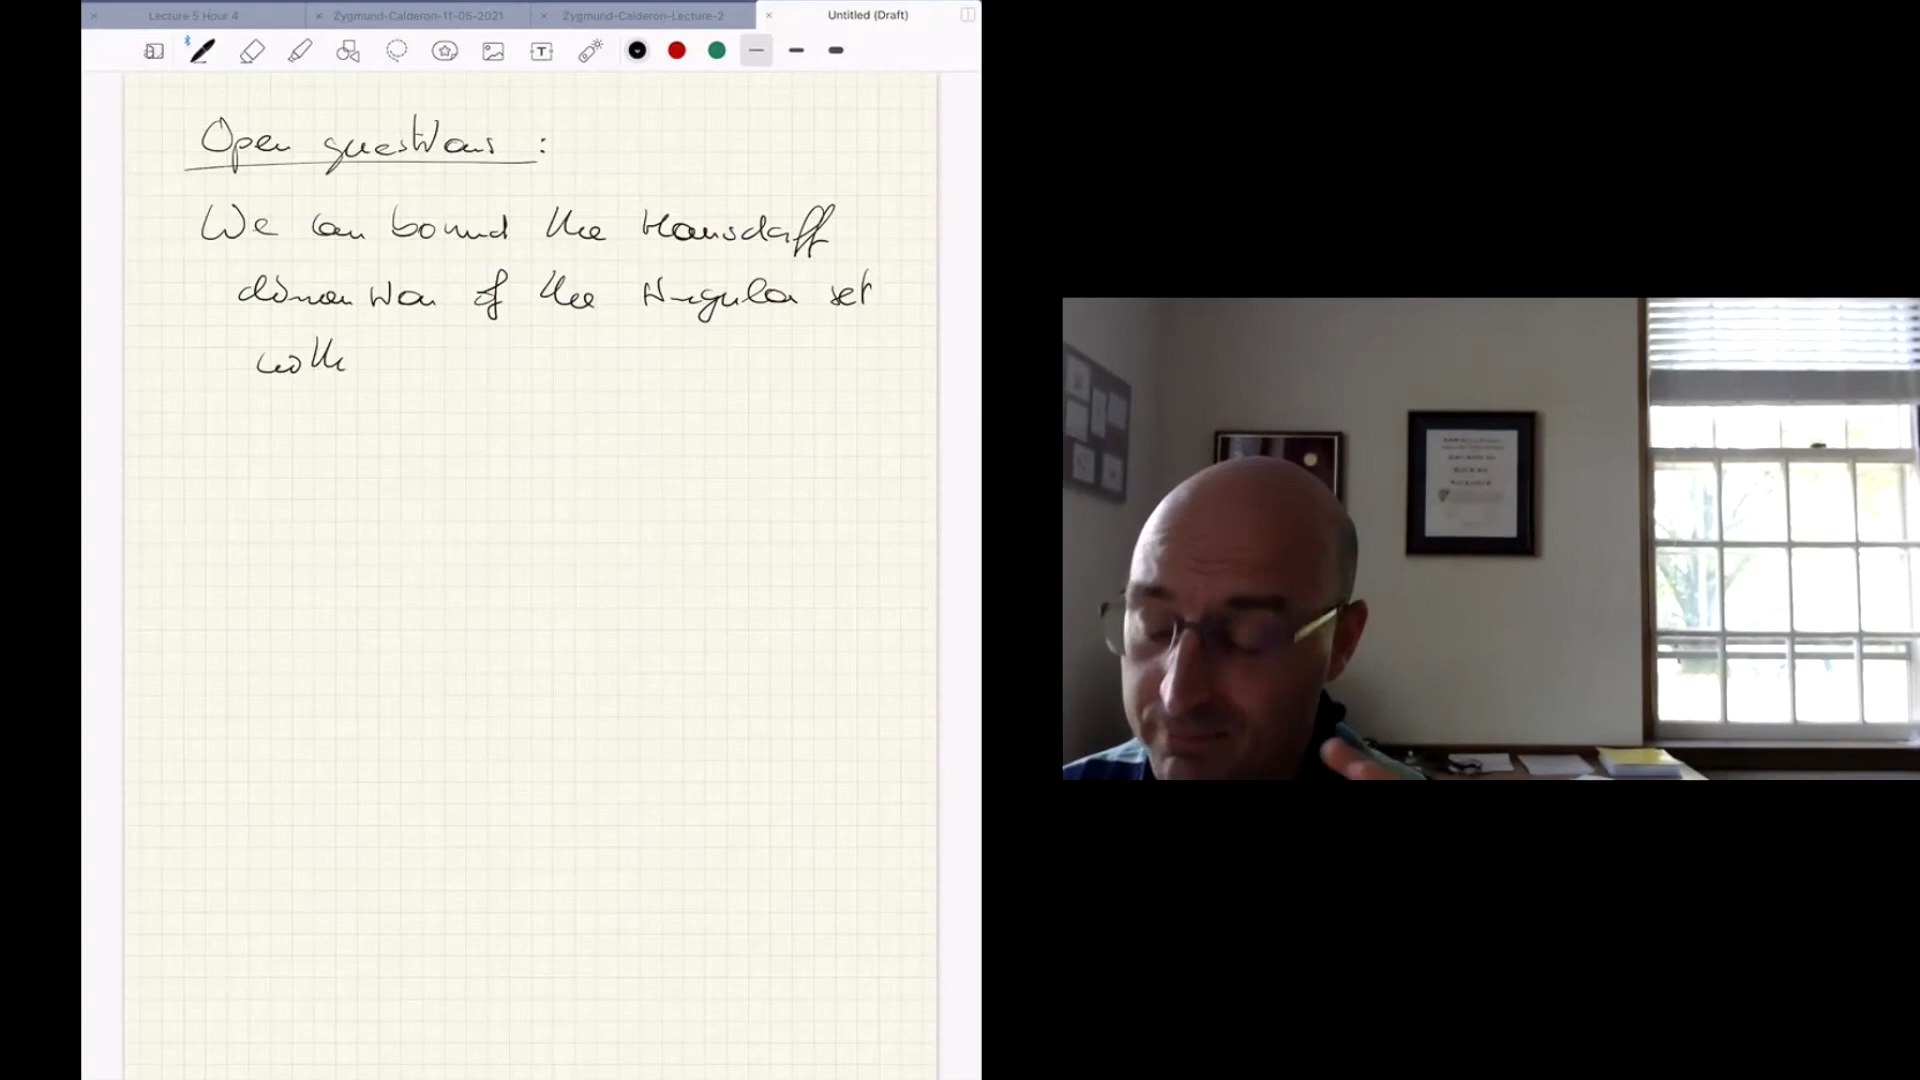 Lecture 5 Hour 4
Zygmund-Calderon-11-05-2021
Zygmund-Calderon-Lecture-2
Untitled (Draft)
Open questions :
We can bound the Hausdorff
dimension of the singular set
with